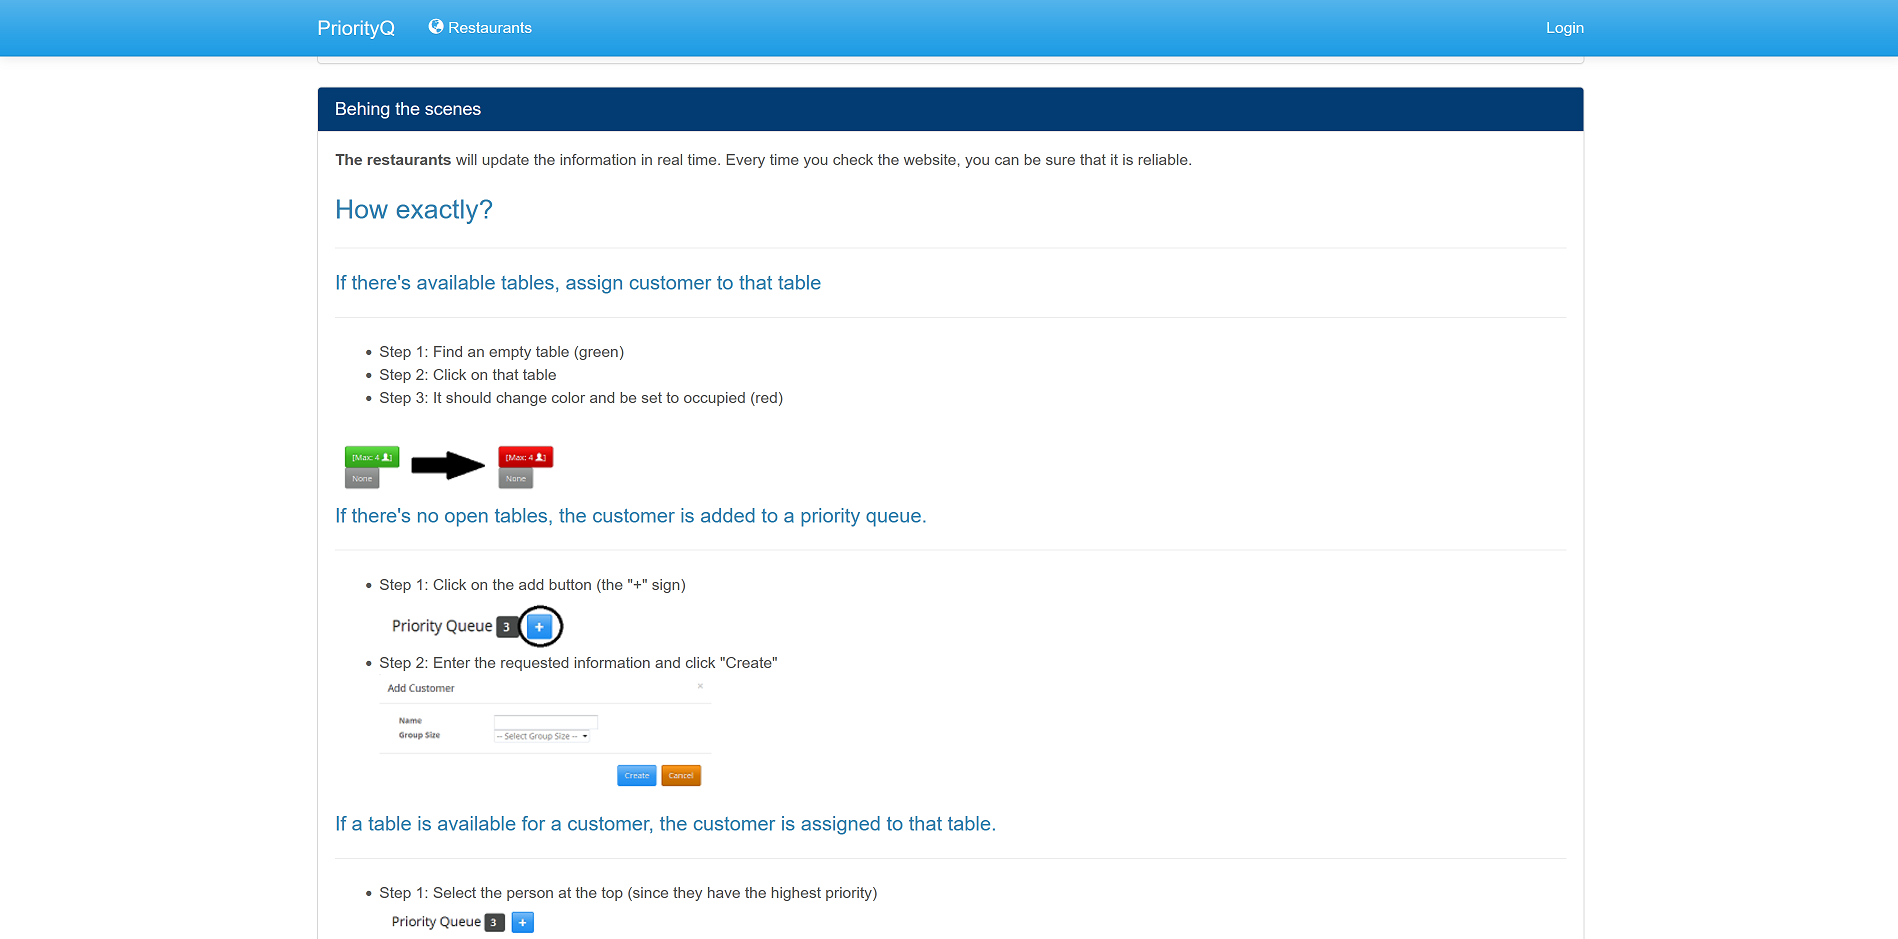 PriorityQ Restaurants Login
Behing the scenes
The restaurants will update the information in real time. Every time you check the website, you can be sure that it is reliable.
How exactly?
If there's available tables, assign customer to that table
Step 1: Find an empty table (green)
Step 2: Click on that table
Step 3: It should change color and be set to occupied (red)
[Max: 4 ] [Max: 4 ]
None None
If there's no open tables, the customer is added to a priority queue.
Step 1: Click on the add button (the "+" sign)
Priority Queue 3 +
Step 2: Enter the requested information and click "Create"
Add Customer ×
Name
Group Size -- Select Group Size --
Create Cancel
If a table is available for a customer, the customer is assigned to that table.
Step 1: Select the person at the top (since they have the highest priority)
Priority Queue 3 +